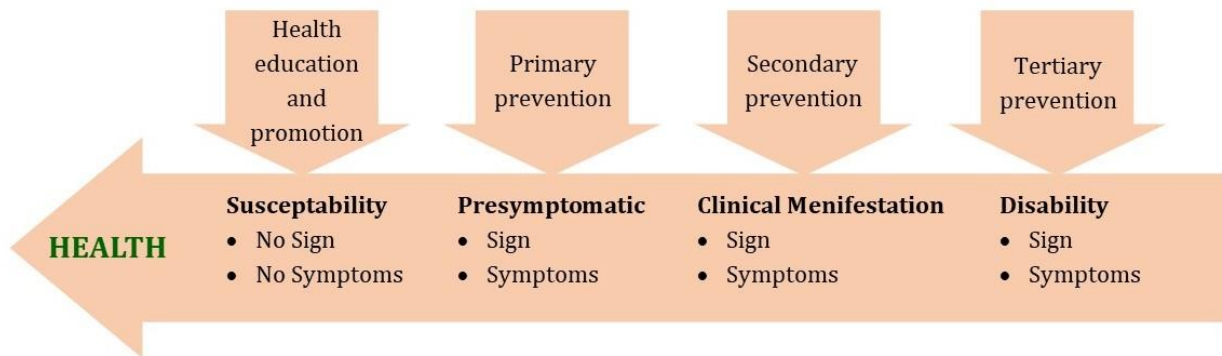 Health
education
and
promotion
Primary
prevention
Secondary
prevention
Tertiary
prevention
HEALTH
Susceptability
• No Sign
• No Symptoms
Presymptomatic
• Sign
• Symptoms
Clinical Menifestation
• Sign
• Symptoms
Disability
• Sign
• Symptoms